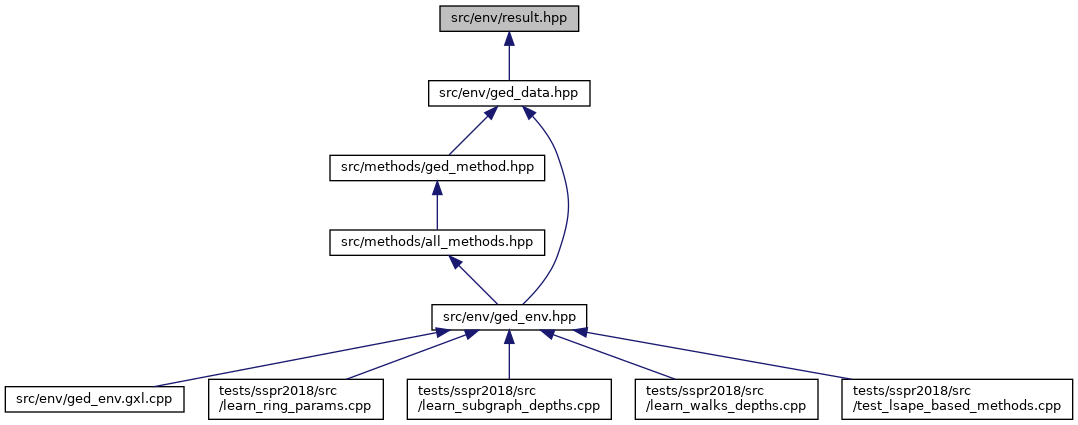 src/env/result.hpp
src/env/ged_data.hpp
src/methods/ged_method.hpp
src/methods/all_methods.hpp
src/env/ged_env.hpp
src/env/ged_env.gxl.cpp
tests/sspr2018/src
/learn_ring_params.cpp
tests/sspr2018/src
/learn_subgraph_depths.cpp
tests/sspr2018/src
/learn_walks_depths.cpp
tests/sspr2018/src
/test_lsape_based_methods.cpp